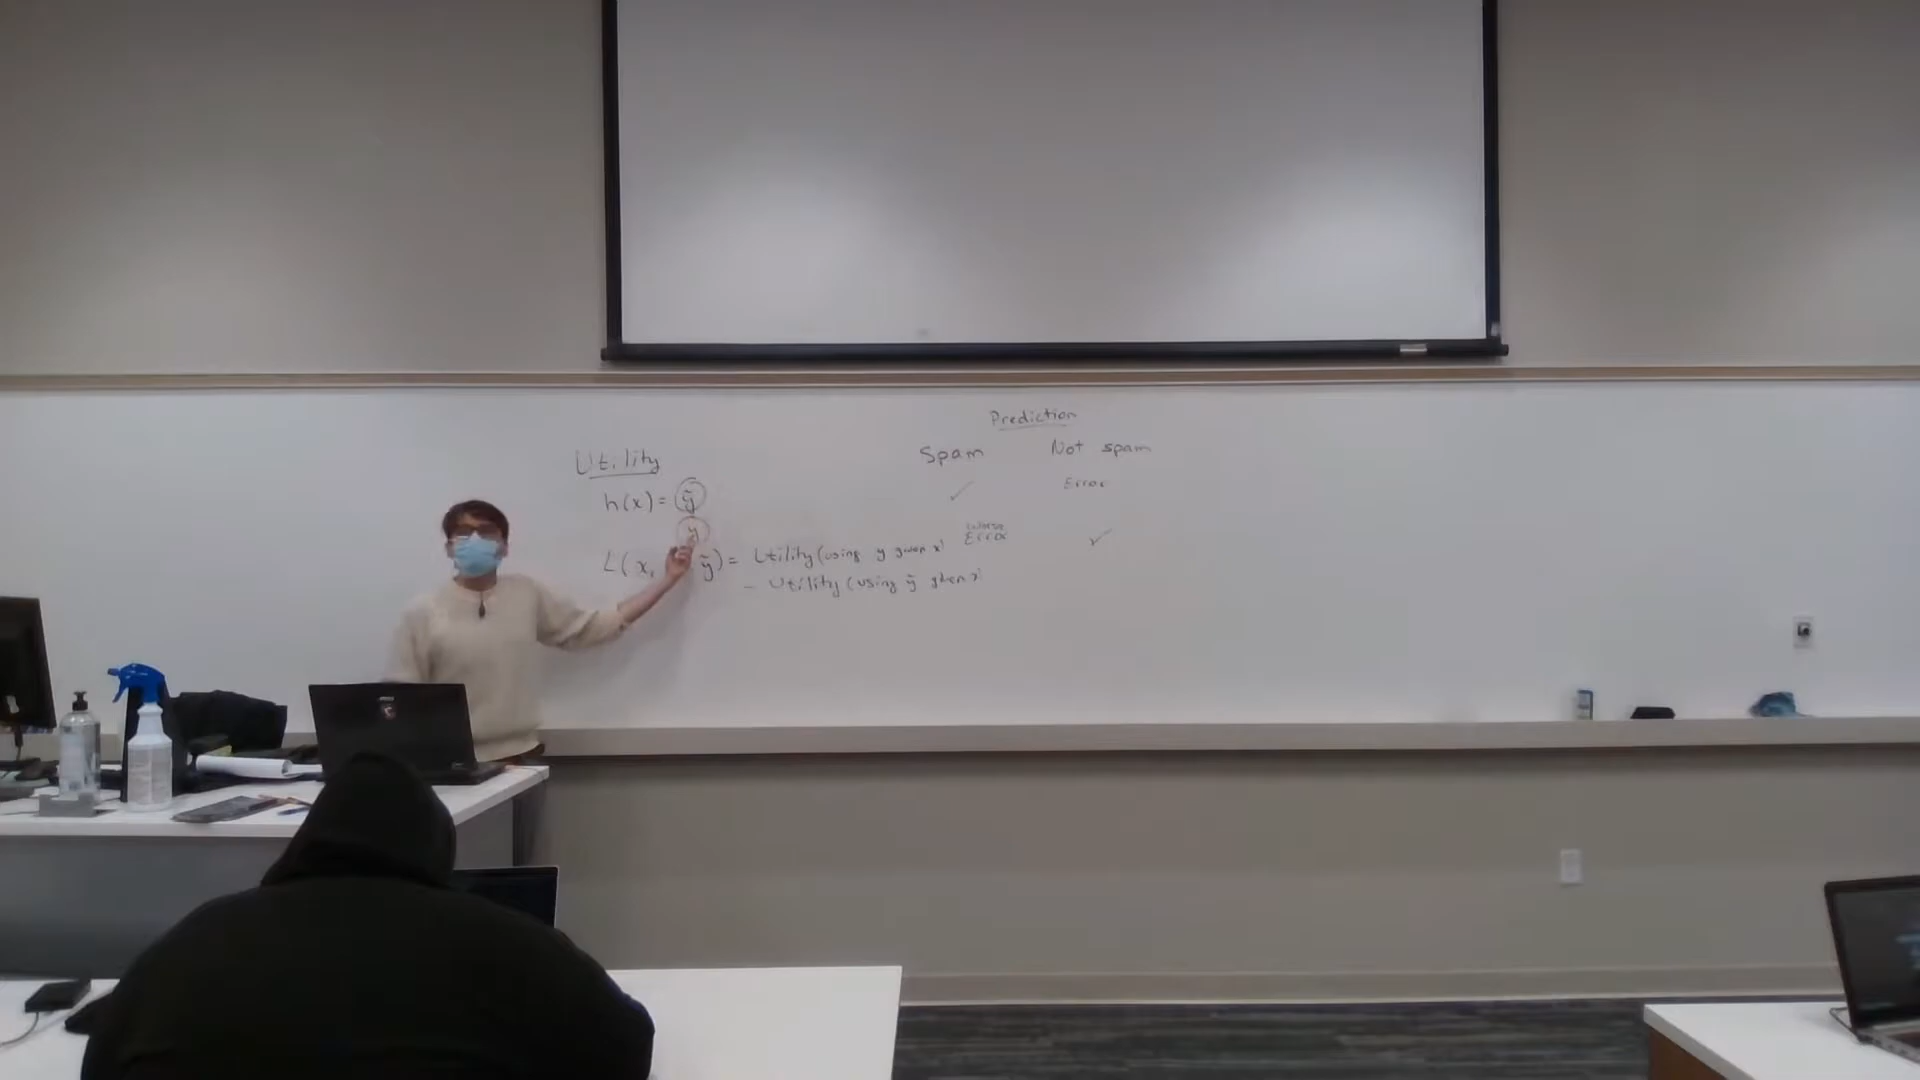 Utility
h(x) = ỹ
y
L(x, ỹ) = Utility (using y given x)
- Utility (using ỹ given x)
Prediction
Spam Not spam
✓ Error
Worse
Error ✓